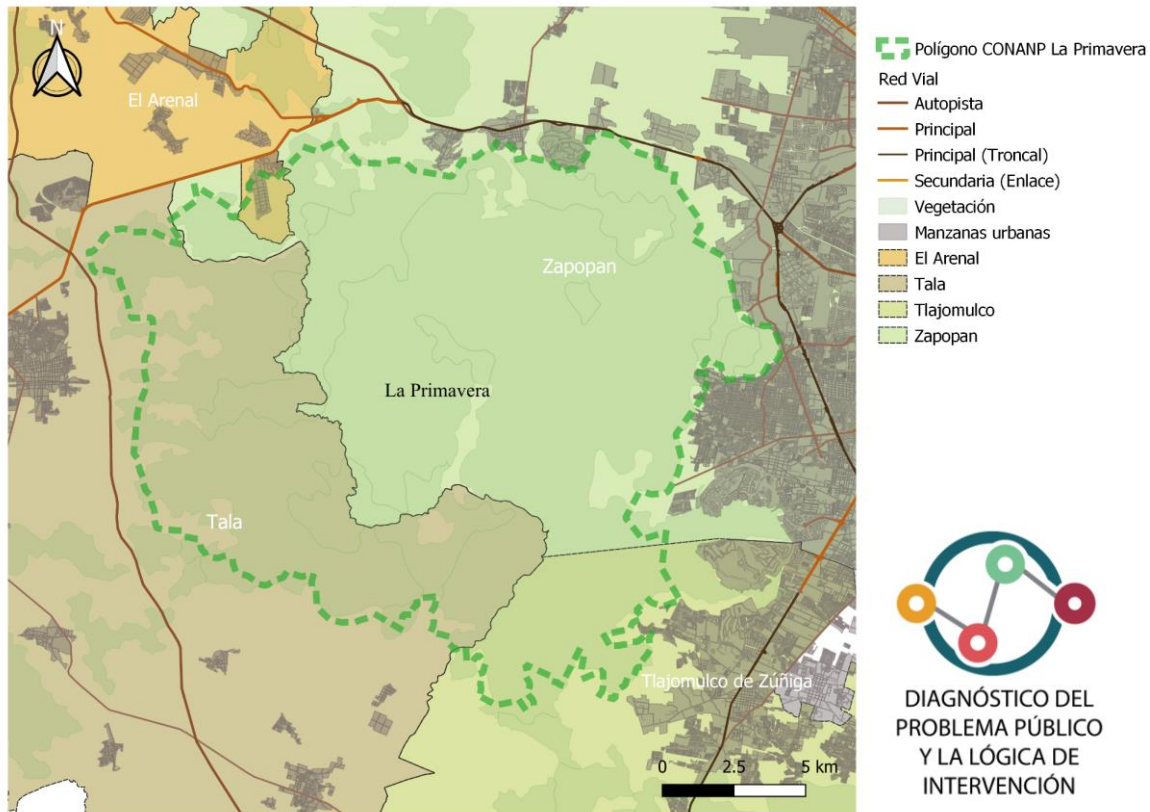 N
El Arenal
Zapopan
La Primavera
Tala
Tlajomulco de Zúñiga
0 2.5 5 km
Polígono CONANP La Primavera
Red Vial
Autopista
Principal
Principal (Troncal)
Secundaria (Enlace)
Vegetación
Manzanas urbanas
El Arenal
Tala
Tlajomulco
Zapopan
DIAGNÓSTICO DEL
PROBLEMA PÚBLICO
Y LA LÓGICA DE
INTERVENCIÓN